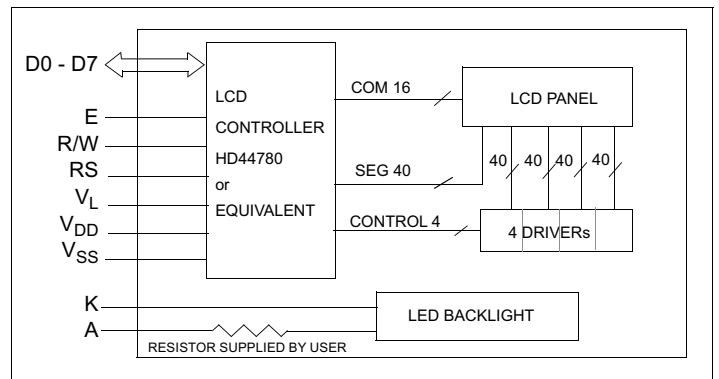 D0 - D7
E
R/W
RS
VL
VDD
VSS
K
A
LCD
CONTROLLER
HD44780
or
EQUIVALENT
COM 16
SEG 40
CONTROL 4
LCD PANEL
40 40 40 40
4 DRIVERs
LED BACKLIGHT
RESISTOR SUPPLIED BY USER